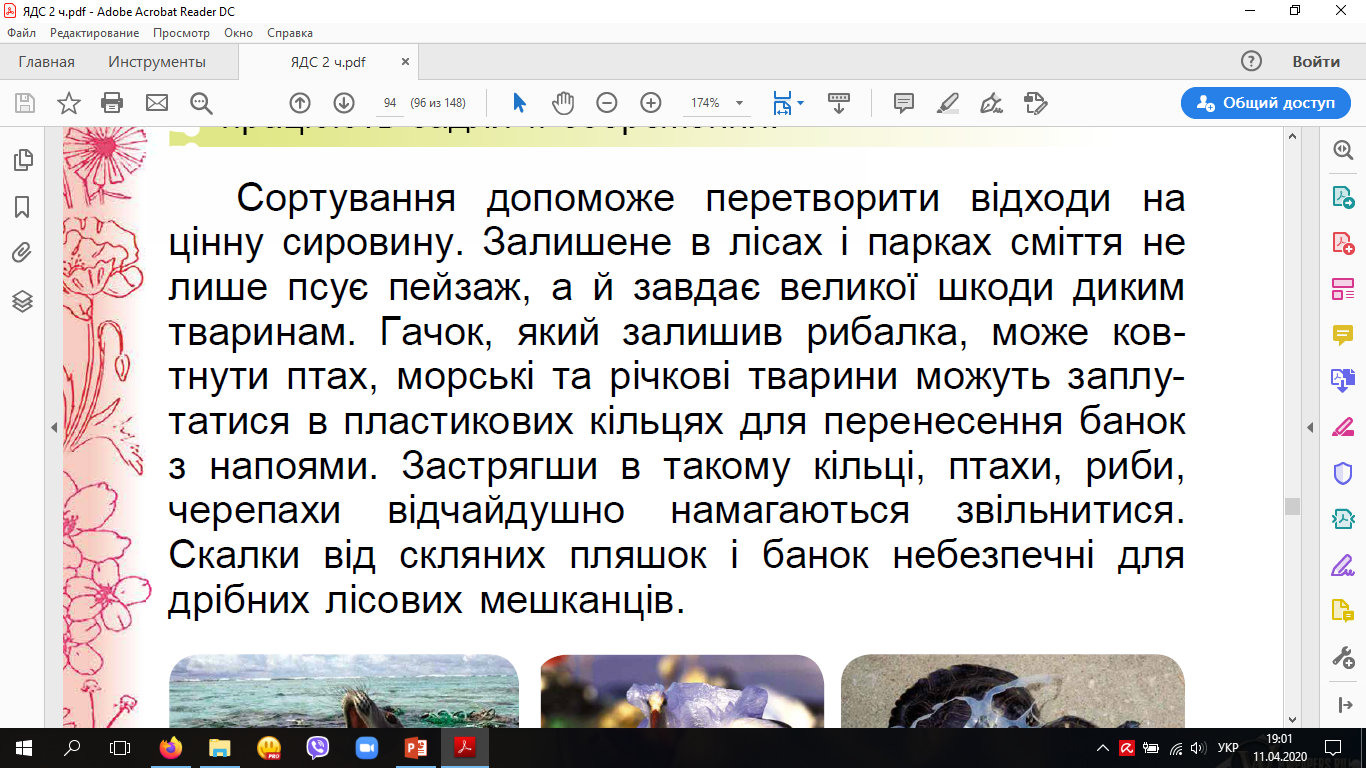 ЯДС 2 ч.pdf - Adobe Acrobat Reader DC
Файл Редактирование Просмотр Окно Справка
Главная Инструменты ЯДС 2 ч.pdf × Войти
94 (96 из 148) 174% Общий доступ
Сортування допоможе перетворити відходи на
цінну сировину. Залишене в лісах і парках сміття не
лише псує пейзаж, а й завдає великої шкоди диким
тваринам. Гачок, який залишив рибалка, може ков-
тнути птах, морські та річкові тварини можуть заплу-
татися в пластикових кільцях для перенесення банок
з напоями. Застрягши в такому кільці, птахи, риби,
черепахи відчайдушно намагаються звільнитися.
Скалки від скляних пляшок і банок небезпечні для
дрібних лісових мешканців.
19:01
УКР
11.04.2020